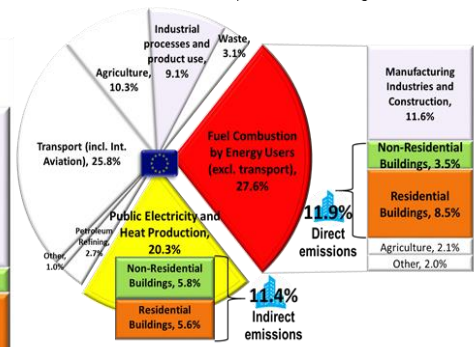 Industrial
processes and
product use,
9.1%
Waste,
3.1%
Agriculture,
10.3%
Transport (incl. Int.
Aviation), 25.8%
Fuel Combustion
by Energy Users
(excl. transport),
27.6%
Public Electricity and
Heat Production,
20.3%
Petroleum
Refining,
2.7%
Other,
1.0%
Non-Residential
Buildings, 5.8%
Residential
Buildings, 5.6%
11.4%
Indirect
emissions
11.9%
Direct
emissions
Manufacturing
Industries and
Construction,
11.6%
Non-Residential
Buildings, 3.5%
Residential
Buildings, 8.5%
Agriculture, 2.1%
Other, 2.0%